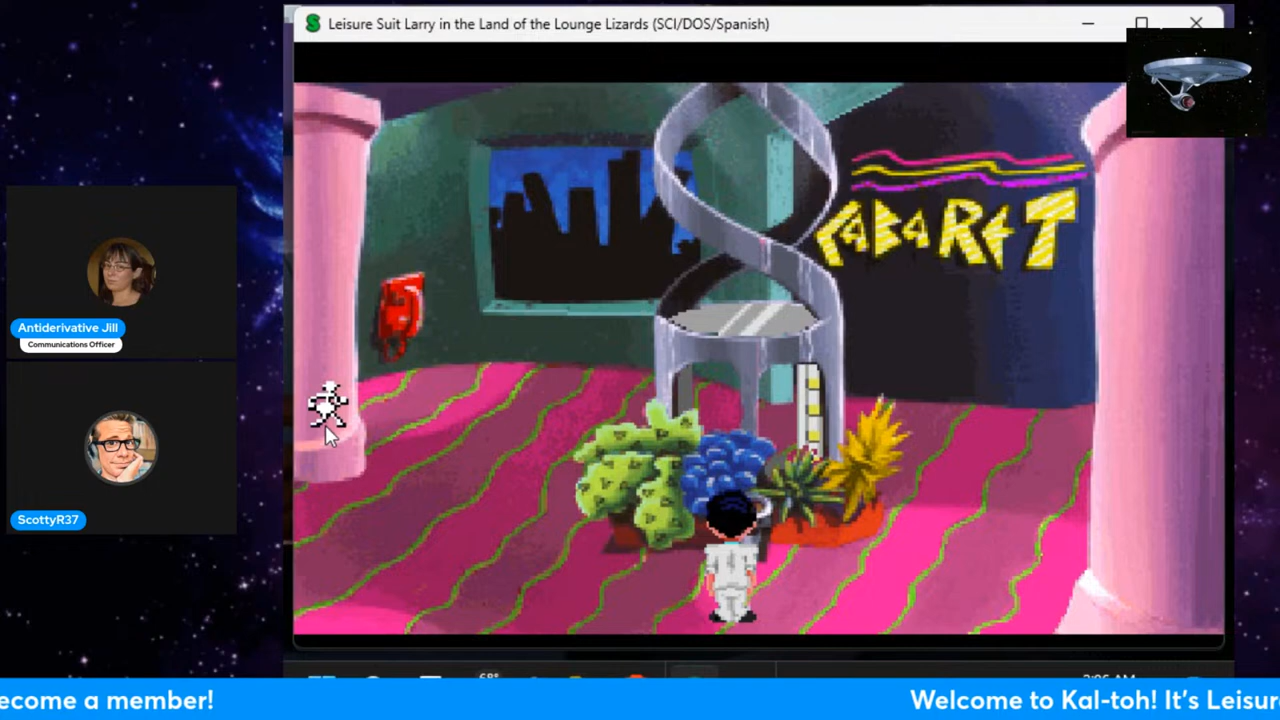 Leisure Suit Larry in the Land of the Lounge Lizards (SCI/DOS/Spanish)
CABARET
Antiderivative Jill
Communications Officer
ScottyR37
68°
ecome a member!
Welcome to Kal-toh! It's Leisur